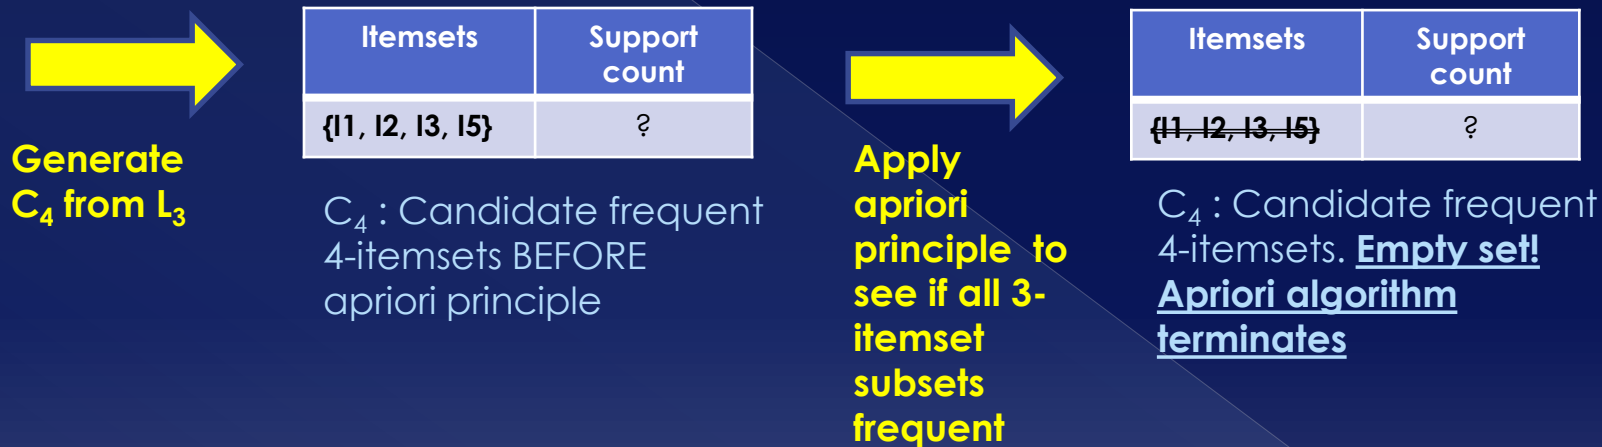 Generate
C₄ from L₃
Itemsets
Support
count
{I1, I2, I3, I5}
?
C₄ : Candidate frequent
4-itemsets BEFORE
apriori principle
Apply
apriori
principle to
see if all 3-
itemset
subsets
frequent
Itemsets
Support
count
{I1, I2, I3, I5}
?
C₄ : Candidate frequent
4-itemsets. Empty set!
Apriori algorithm
terminates